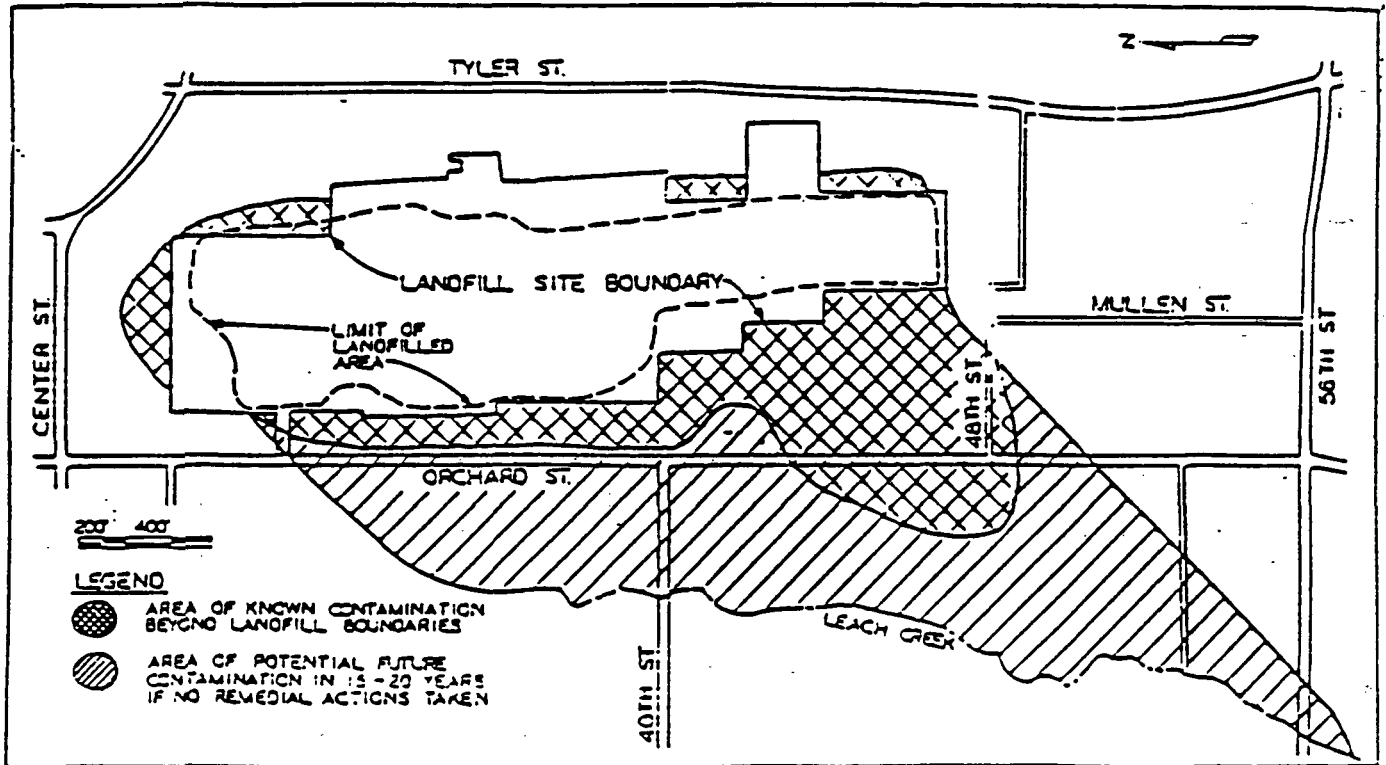 N
TYLER ST.
LANDFILL SITE BOUNDARY
LIMIT OF
LANDFILLED
AREA
CENTER ST.
MULLEN ST.
56TH ST
48TH ST
ORCHARD ST.
200' 400'
LEGEND
AREA OF KNOWN CONTAMINATION
BEYGNO LANDFILL BOUNDARIES
AREA OF POTENTIAL FUTURE
CONTAMINATION IN 15-20 YEARS
IF NO REMEDIAL ACTIONS TAKEN
40TH ST
LEACH CREEK